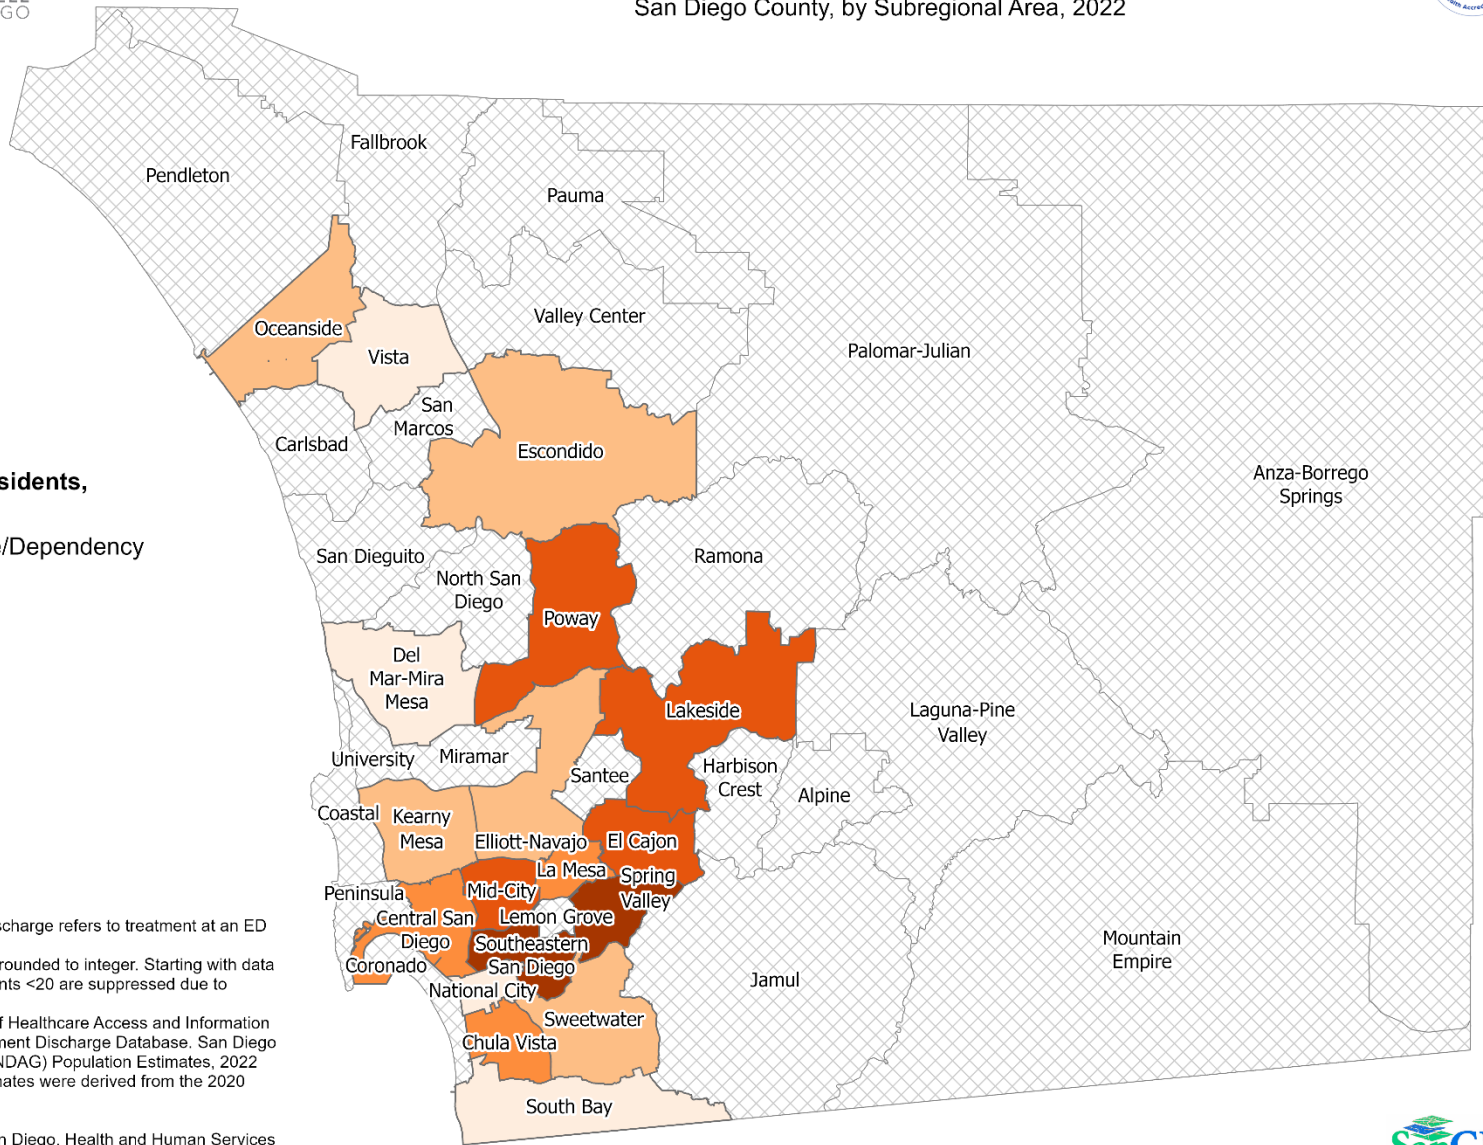 GO
San Diego County, by Subregional Area, 2022
Fallbrook
Pendleton
Pauma
Valley Center
Oceanside
Vista
Palomar-Julian
San
Marcos
Carlsbad
Escondido
Anza-Borrego
Springs
sidents,
e/Dependency
San Dieguito
North San
Diego
Ramona
Poway
Del
Mar-Mira
Mesa
Lakeside
Laguna-Pine
Valley
University
Miramar
Santee
Harbison
Crest
Alpine
Coastal
Kearny
Mesa
Elliott-Navajo
El Cajon
La Mesa
Spring
Valley
Peninsula
Mid-City
Central San
Diego
Lemon Grove
Southeastern
San Diego
Coronado
National City
Mountain
Empire
Jamul
Sweetwater
Chula Vista
South Bay
scharge refers to treatment at an ED
rounded to integer. Starting with data
nts <20 are suppressed due to
f Healthcare Access and Information
ment Discharge Database. San Diego
NDAG) Population Estimates, 2022
mates were derived from the 2020
n Diego, Health and Human Services